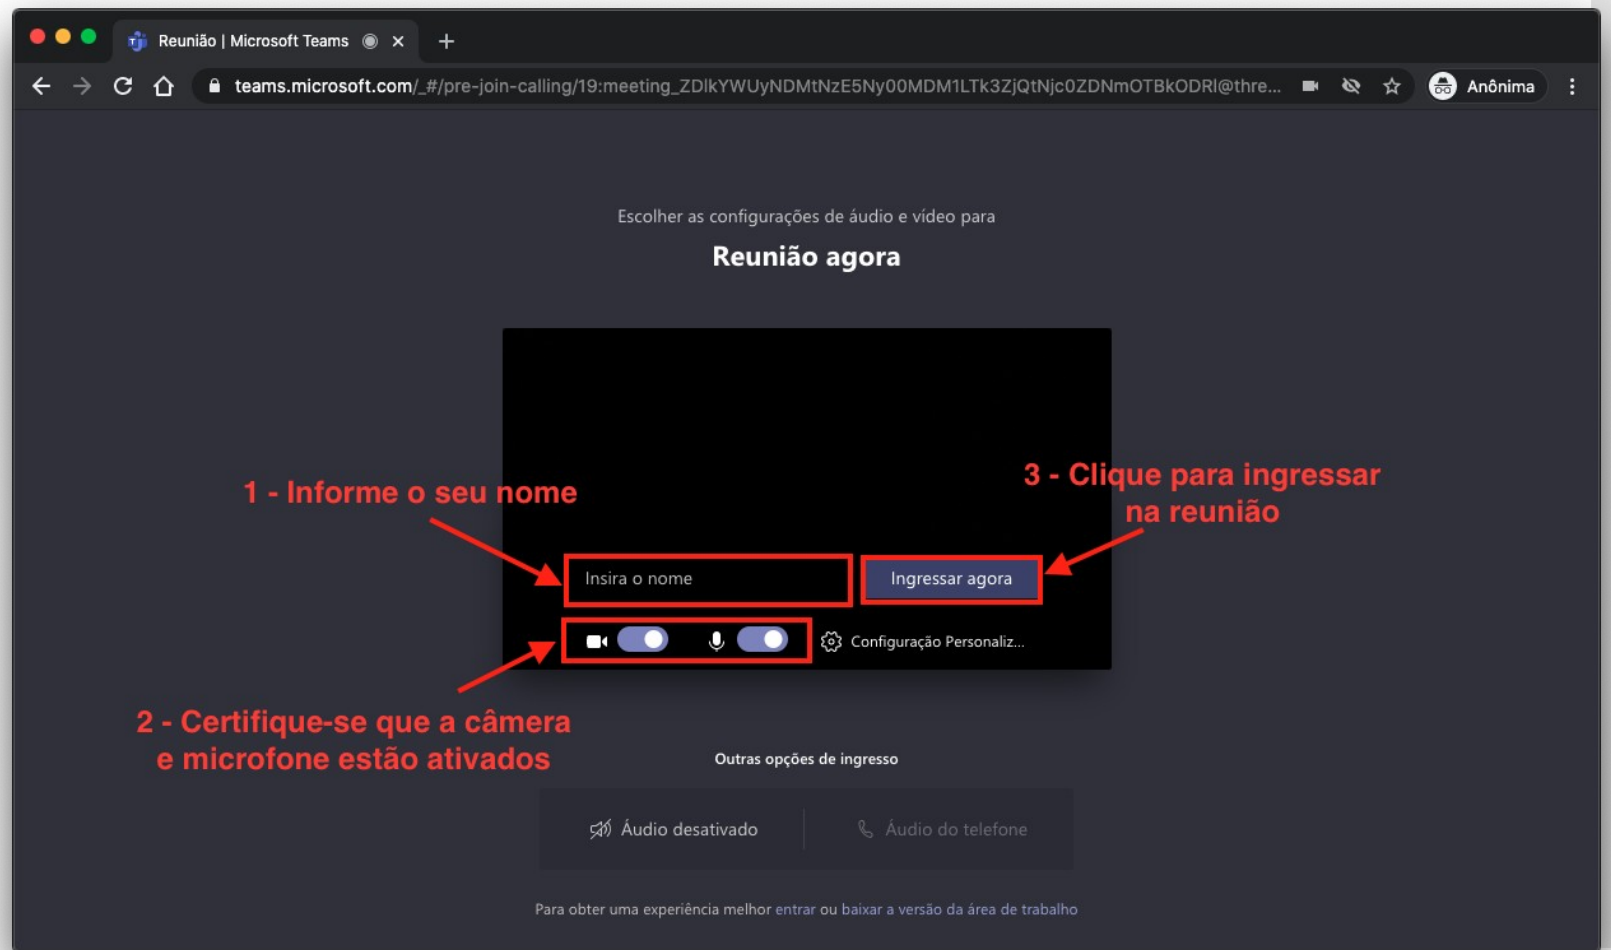 Reunião | Microsoft Teams
teams.microsoft.com/_#/pre-join-calling/19:meeting_ZDlkYWUyNDMtNzE5Ny00MDM1LTk3ZjQtNjc0ZDNmOTBkODRl@thre...
Anônima
Escolher as configurações de áudio e vídeo para
Reunião agora
1 - Informe o seu nome
3 - Clique para ingressar
na reunião
Insira o nome
Ingressar agora
Configuração Personaliz...
2 - Certifique-se que a câmera
e microfone estão ativados
Outras opções de ingresso
Áudio desativado
Áudio do telefone
Para obter uma experiência melhor entrar ou baixar a versão da área de trabalho